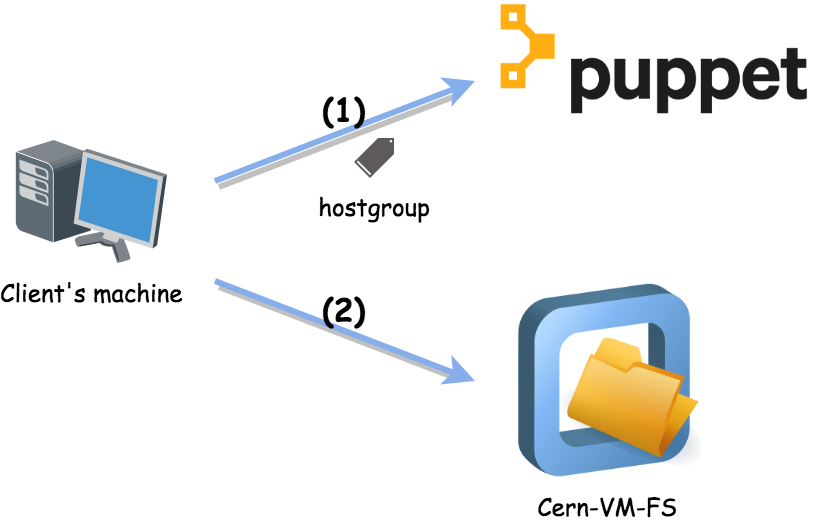 puppet
(1)
hostgroup
Client's machine
(2)
Cern-VM-FS